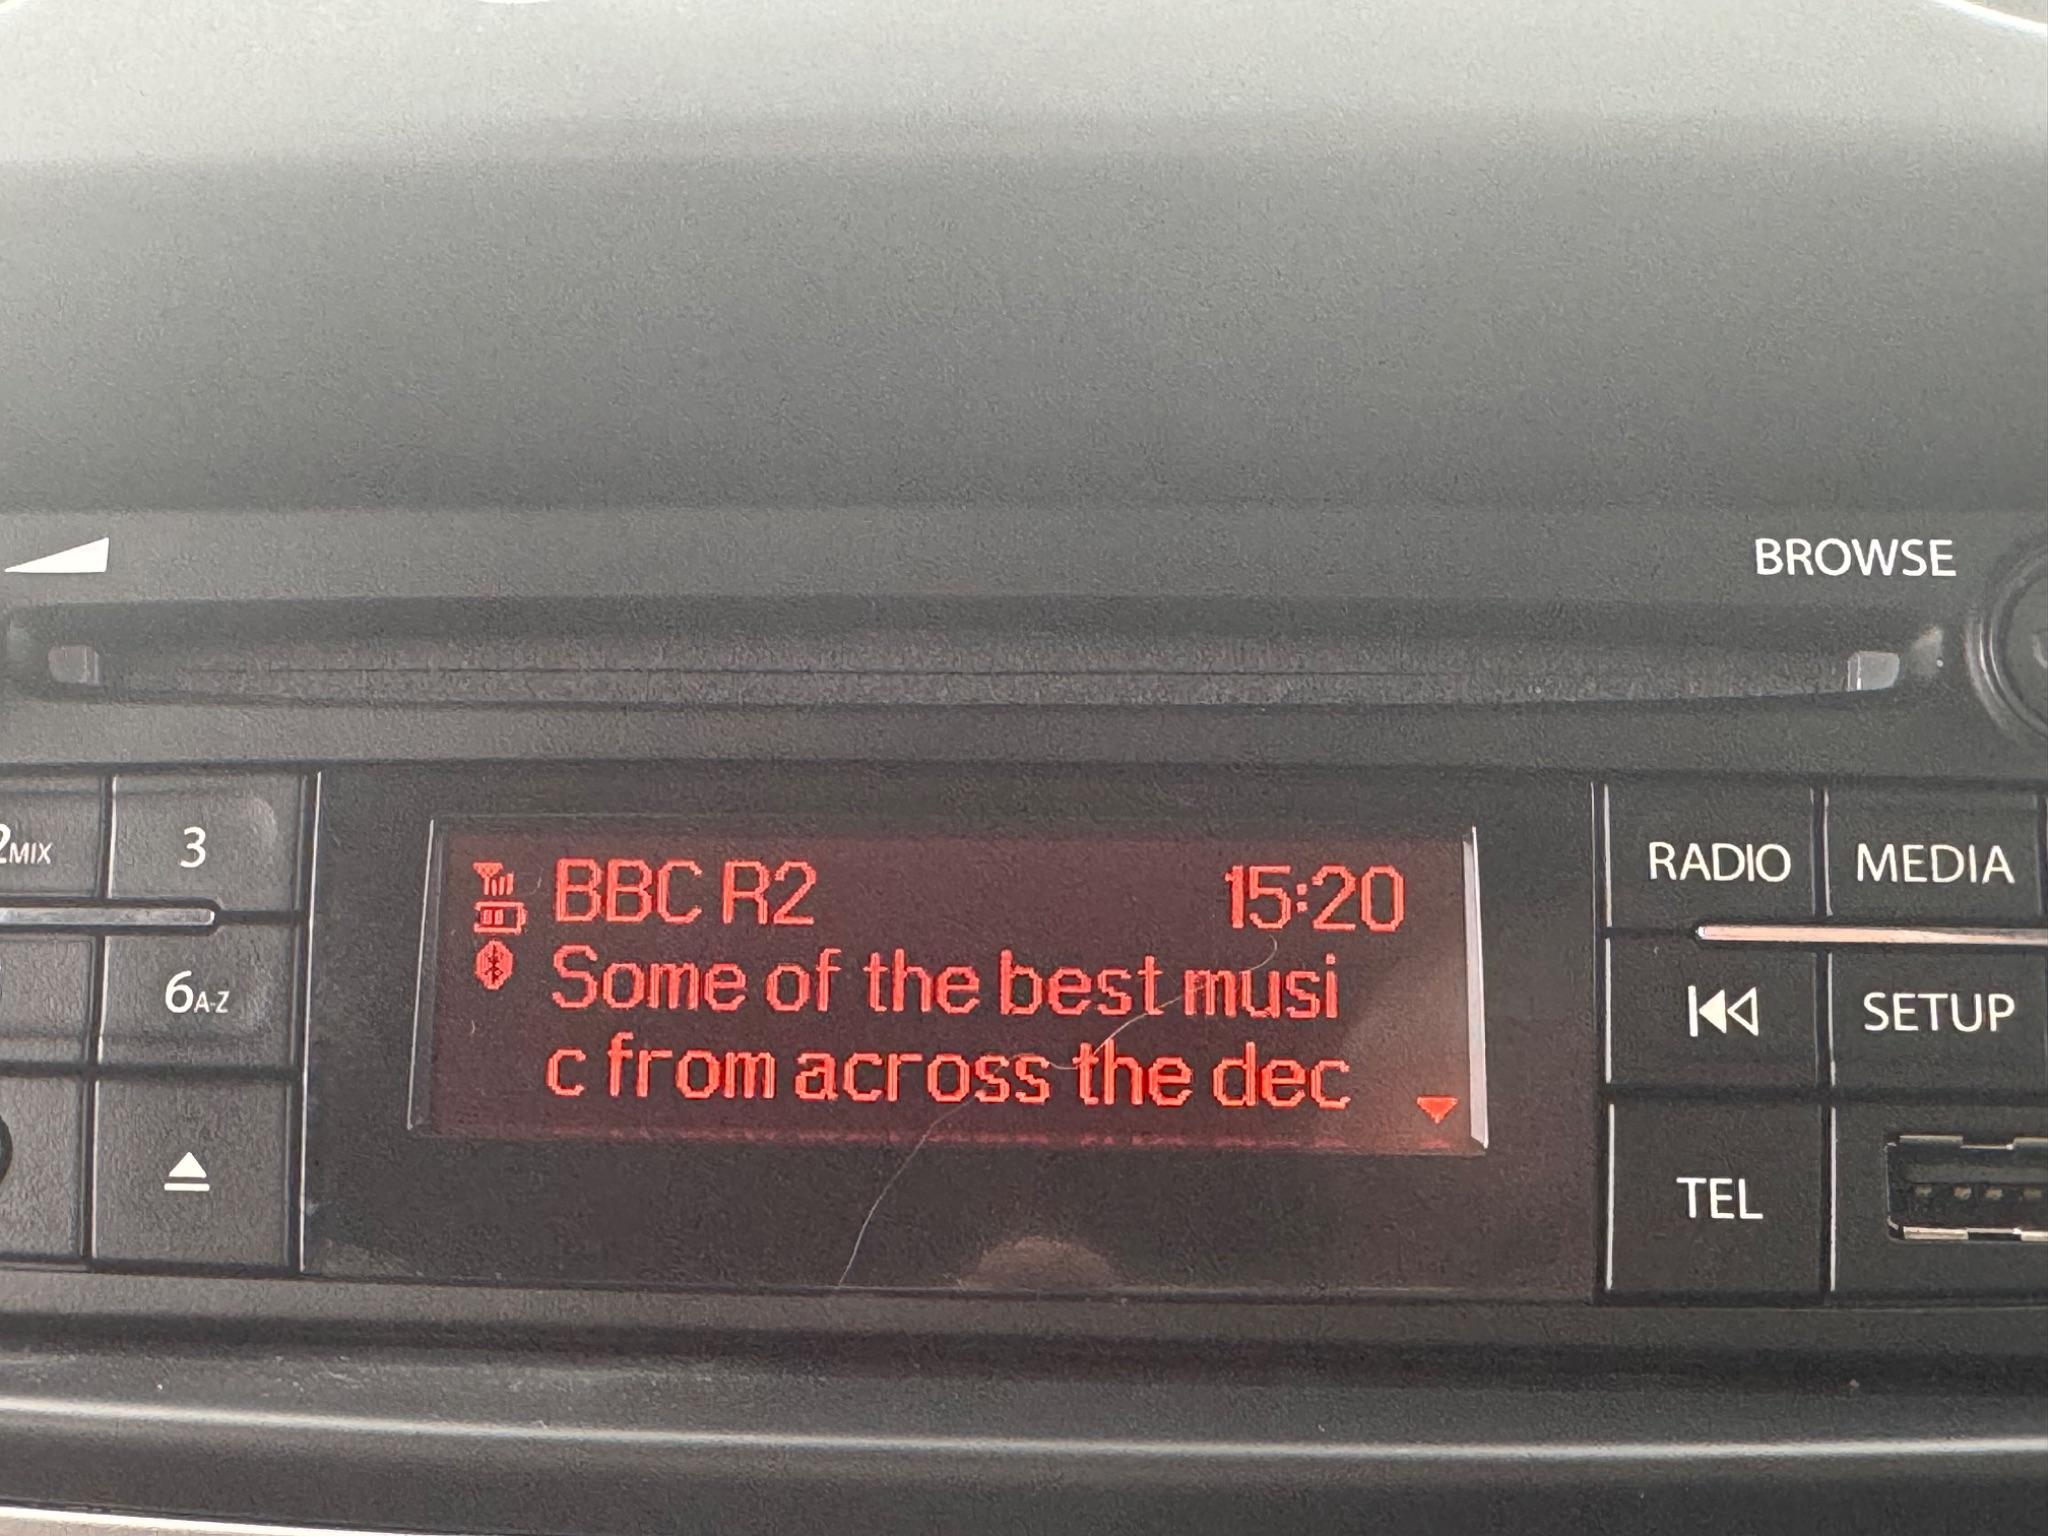 BROWSE
2MIX 3
RADIO MEDIA
BBC R2 15:20
Some of the best musi
c from across the dec
6A-Z
SETUP
TEL